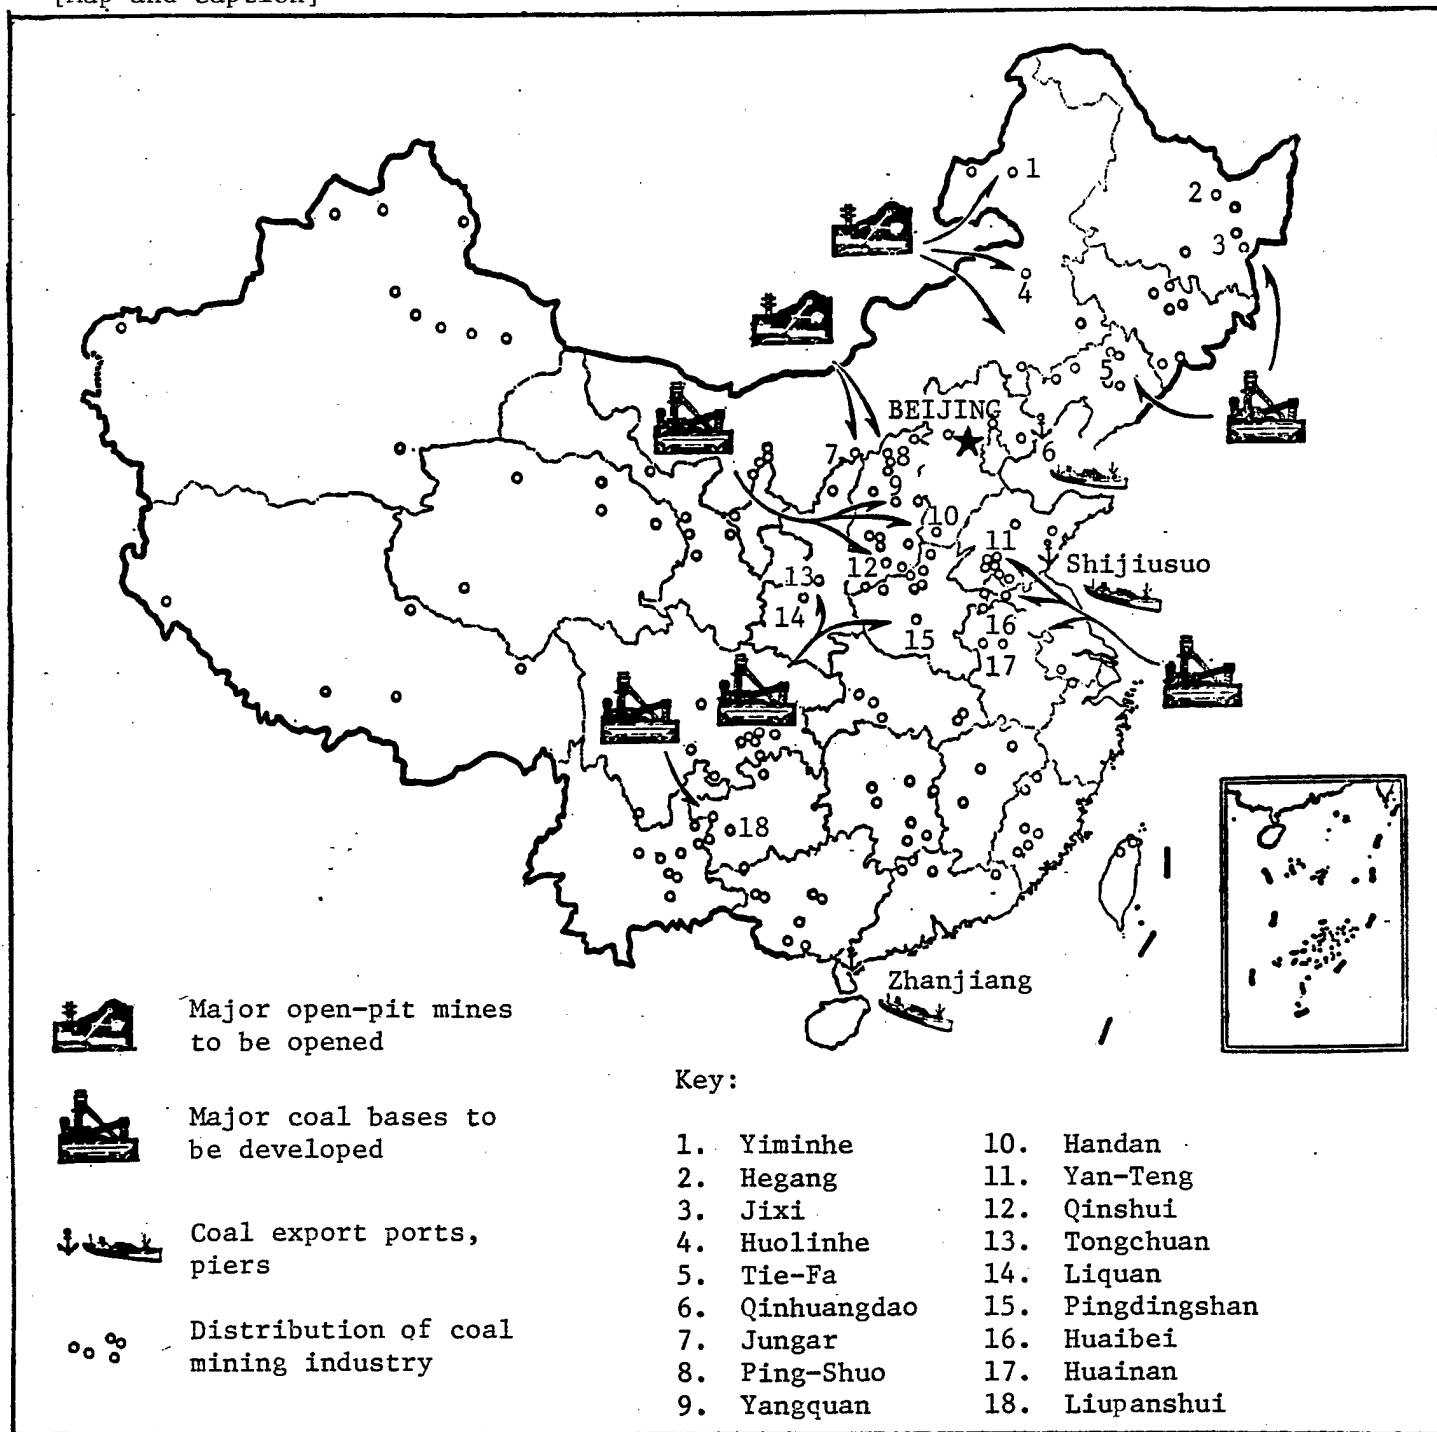 [Map and caption]
1
2
3
4
5
BEIJING
6
7
8
9
10
11
Shijiusuo
12
13
14
15
16
17
18
Zhanjiang
Major open-pit mines
to be opened
Major coal bases to
be developed
Coal export ports,
piers
Distribution of coal
mining industry
Key:
1. Yiminhe
2. Hegang
3. Jixi
4. Huolinhe
5. Tie-Fa
6. Qinhuangdao
7. Jungar
8. Ping-Shuo
9. Yangquan
10. Handan
11. Yan-Teng
12. Qinshui
13. Tongchuan
14. Liquan
15. Pingdingshan
16. Huaibei
17. Huainan
18. Liupanshui